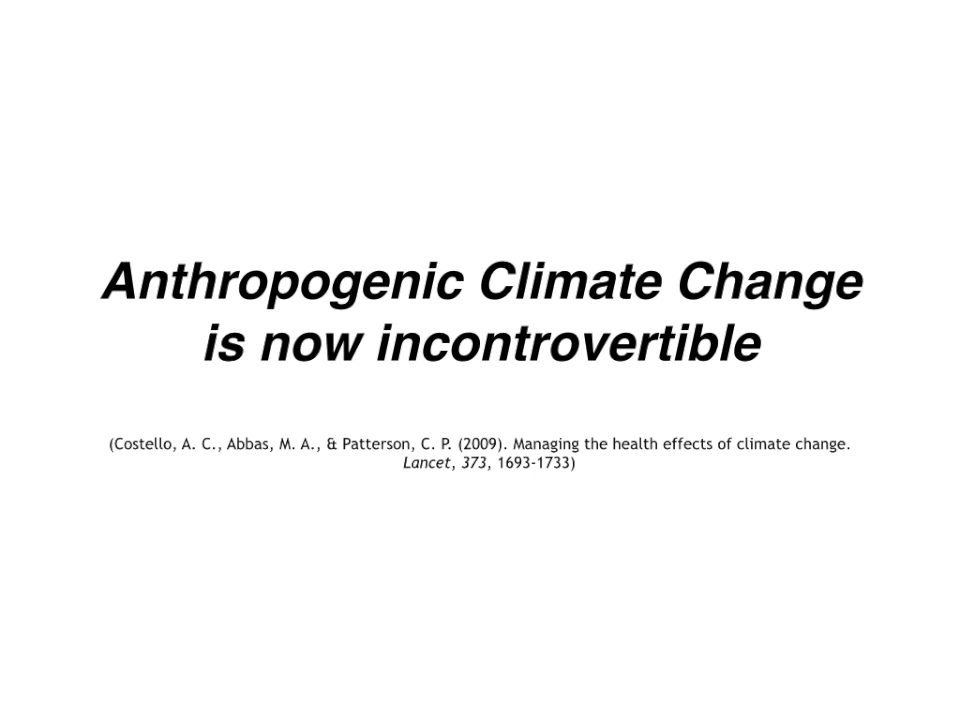 Anthropogenic Climate Change
is now incontrovertible
(Costello, A. C., Abbas, M. A., & Patterson, C. P. (2009). Managing the health effects of climate change.
Lancet, 373, 1693-1733)